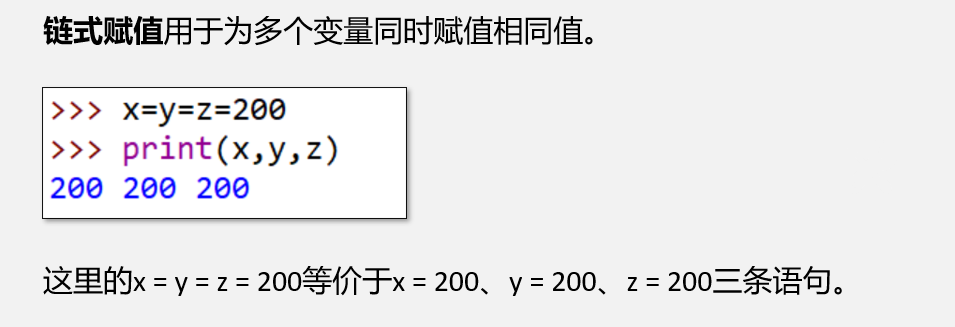 链式赋值用于为多个变量同时赋值相同值。
>>> x=y=z=200
>>> print(x,y,z)
200 200 200
这里的x = y = z = 200等价于x = 200、y = 200、z = 200三条语句。